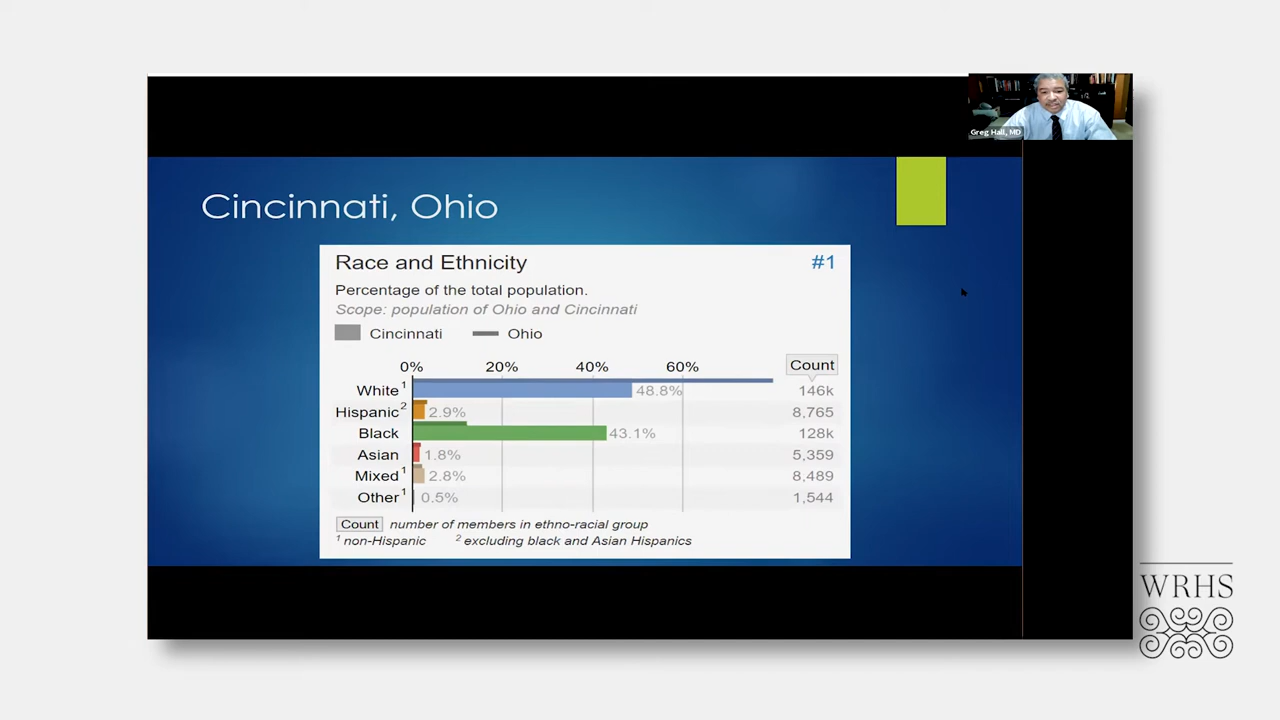 Greg Hall, MD
Cincinnati, Ohio
Race and Ethnicity #1
Percentage of the total population.
Scope: population of Ohio and Cincinnati
Cincinnati Ohio
0% 20% 40% 60% Count
White¹ 48.8% 146k
Hispanic² 2.9% 8,765
Black 43.1% 128k
Asian 1.8% 5,359
Mixed¹ 2.8% 8,489
Other¹ 0.5% 1,544
Count number of members in ethno-racial group
¹ non-Hispanic ² excluding black and Asian Hispanics
WRHS